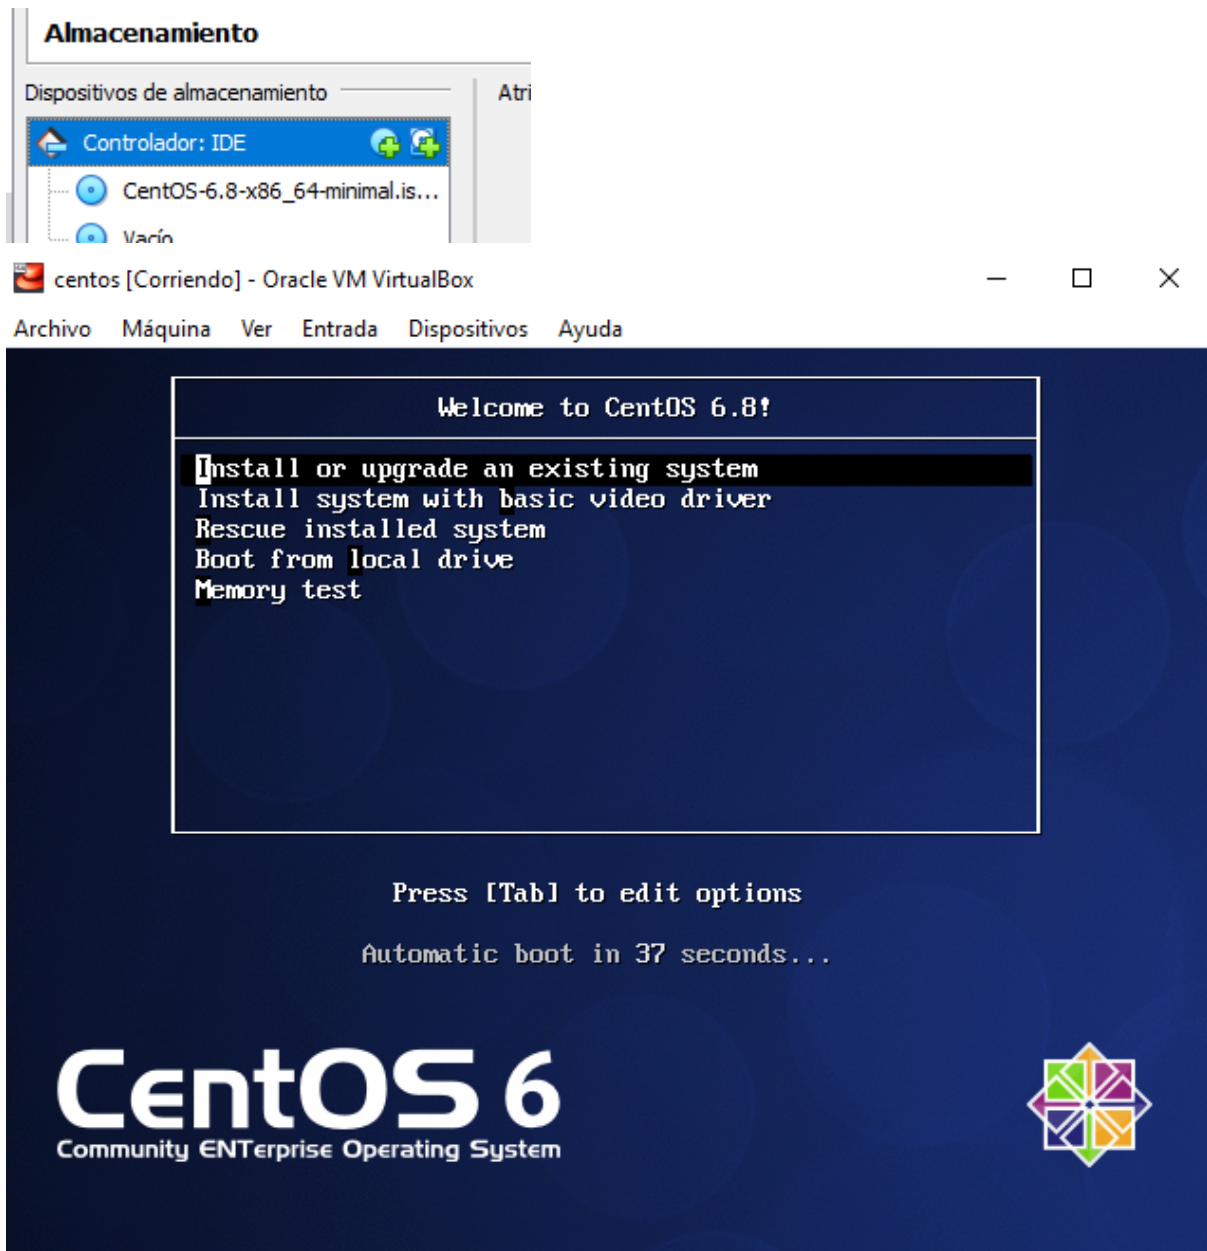 Almacenamiento
Dispositivos de almacenamiento
Atri
Controlador: IDE
CentOS-6.8-x86_64-minimal.is...
Vacío
centos [Corriendo] - Oracle VM VirtualBox
Archivo Máquina Ver Entrada Dispositivos Ayuda
Welcome to CentOS 6.8!
Install or upgrade an existing system
Install system with basic video driver
Rescue installed system
Boot from local drive
Memory test
Press [Tab] to edit options
Automatic boot in 37 seconds...
CentOS 6
Community ENTerprise Operating System